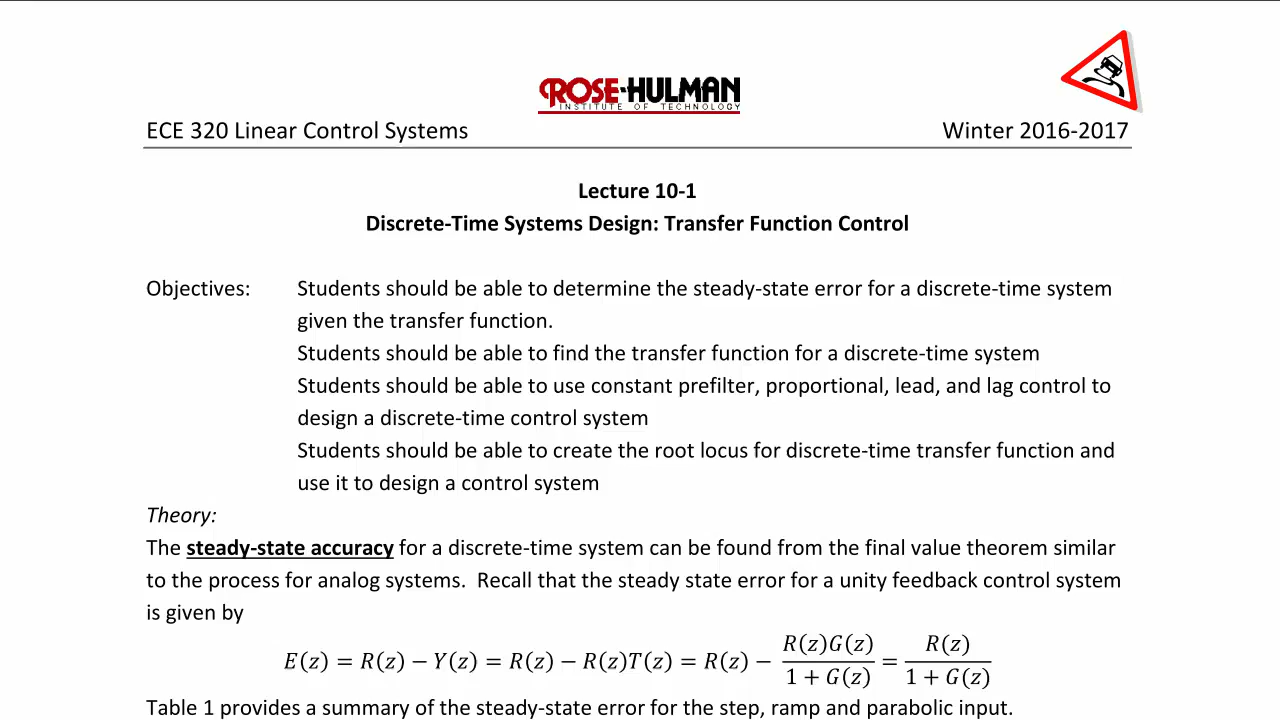 ROSE-HULMAN
INSTITUTE OF TECHNOLOGY
ECE 320 Linear Control Systems Winter 2016-2017
Lecture 10-1
Discrete-Time Systems Design: Transfer Function Control
Objectives: Students should be able to determine the steady-state error for a discrete-time system
given the transfer function.
Students should be able to find the transfer function for a discrete-time system
Students should be able to use constant prefilter, proportional, lead, and lag control to
design a discrete-time control system
Students should be able to create the root locus for discrete-time transfer function and
use it to design a control system
Theory:
The steady-state accuracy for a discrete-time system can be found from the final value theorem similar
to the process for analog systems. Recall that the steady state error for a unity feedback control system
is given by
E(z) = R(z) − Y(z) = R(z) − R(z)T(z) = R(z) − R(z)G(z) / 1 + G(z) = R(z) / 1 + G(z)
Table 1 provides a summary of the steady-state error for the step, ramp and parabolic input.